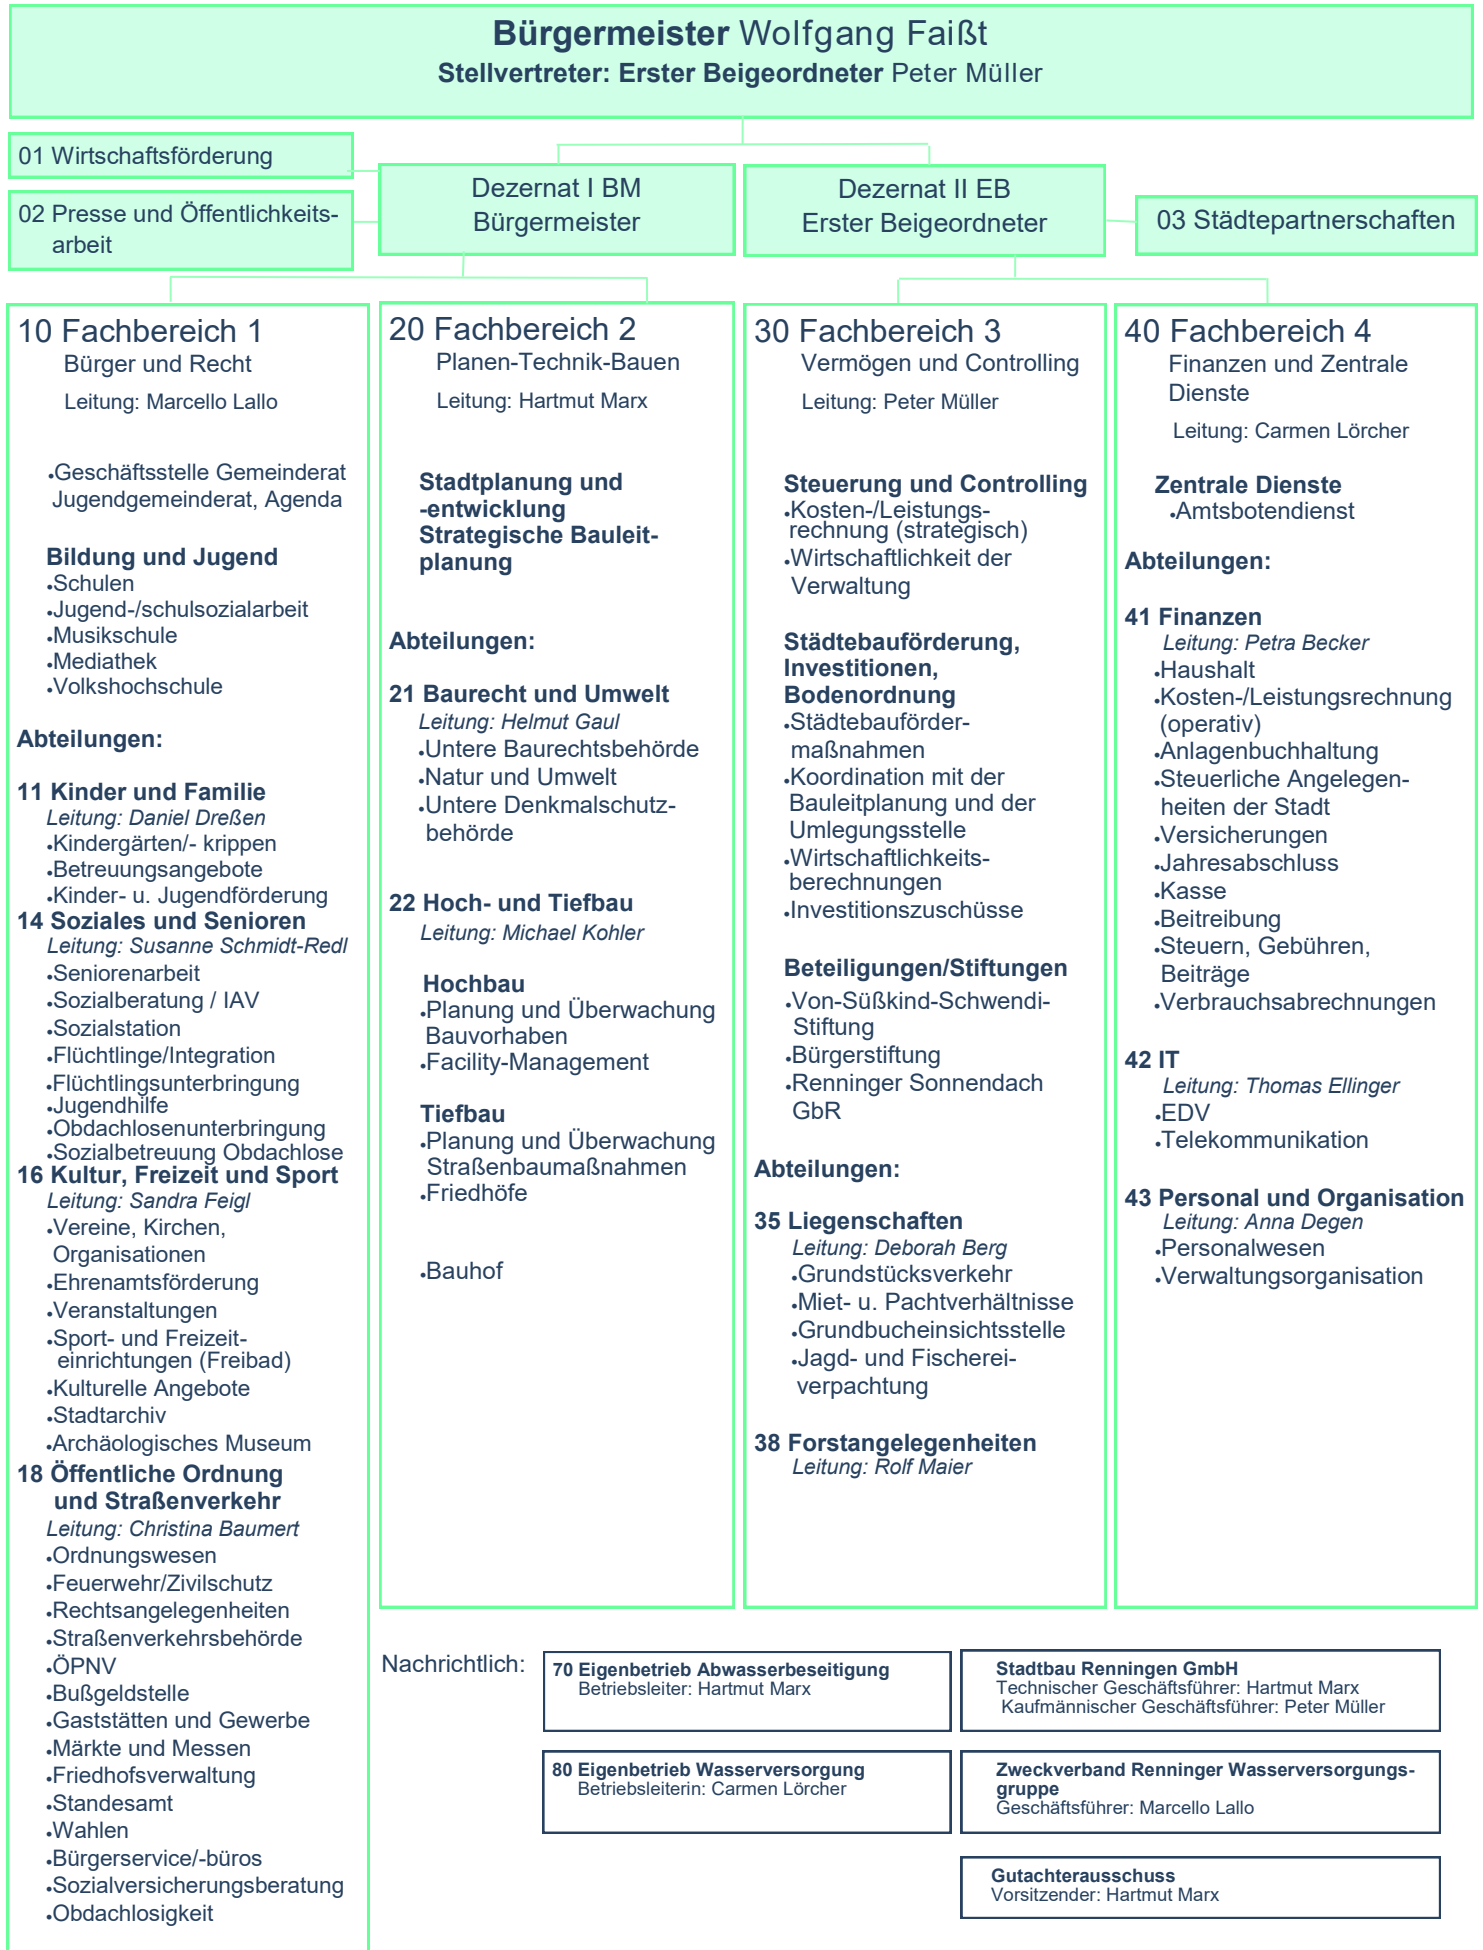 Bürgermeister Wolfgang Faißt
Stellvertreter: Erster Beigeordneter Peter Müller
01 Wirtschaftsförderung
02 Presse und Öffentlichkeits-
arbeit
Dezernat I BM
Bürgermeister
Dezernat II EB
Erster Beigeordneter
03 Städtepartnerschaften
10 Fachbereich 1
Bürger und Recht
Leitung: Marcello Lallo
•Geschäftsstelle Gemeinderat
Jugendgemeinderat, Agenda
Bildung und Jugend
•Schulen
•Jugend-/schulsozialarbeit
•Musikschule
•Mediathek
•Volkshochschule
Abteilungen:
11 Kinder und Familie
Leitung: Daniel Dreßen
•Kindergärten/- krippen
•Betreuungsangebote
•Kinder- u. Jugendförderung
14 Soziales und Senioren
Leitung: Susanne Schmidt-Redl
•Seniorenarbeit
•Sozialberatung / IAV
•Sozialstation
•Flüchtlinge/Integration
•Flüchtlingsunterbringung
•Jugendhilfe
•Obdachlosenunterbringung
•Sozialbetreuung Obdachlose
16 Kultur, Freizeit und Sport
Leitung: Sandra Feigl
•Vereine, Kirchen,
Organisationen
•Ehrenamtsförderung
•Veranstaltungen
•Sport- und Freizeit-
einrichtungen (Freibad)
•Kulturelle Angebote
•Stadtarchiv
•Archäologisches Museum
18 Öffentliche Ordnung
und Straßenverkehr
Leitung: Christina Baumert
•Ordnungswesen
•Feuerwehr/Zivilschutz
•Rechtsangelegenheiten
•Straßenverkehrsbehörde
•ÖPNV
•Bußgeldstelle
•Gaststätten und Gewerbe
•Märkte und Messen
•Friedhofsverwaltung
•Standesamt
•Wahlen
•Bürgerservice/-büros
•Sozialversicherungsberatung
•Obdachlosigkeit
20 Fachbereich 2
Planen-Technik-Bauen
Leitung: Hartmut Marx
Stadtplanung und
-entwicklung
Strategische Bauleit-
planung
Abteilungen:
21 Baurecht und Umwelt
Leitung: Helmut Gaul
•Untere Baurechtsbehörde
•Natur und Umwelt
•Untere Denkmalschutz-
behörde
22 Hoch- und Tiefbau
Leitung: Michael Kohler
Hochbau
•Planung und Überwachung
Bauvorhaben
•Facility-Management
Tiefbau
•Planung und Überwachung
Straßenbaumaßnahmen
•Friedhöfe
•Bauhof
30 Fachbereich 3
Vermögen und Controlling
Leitung: Peter Müller
Steuerung und Controlling
•Kosten-/Leistungs-
rechnung (strategisch)
•Wirtschaftlichkeit der
Verwaltung
Städtebauförderung,
Investitionen,
Bodenordnung
•Städtebauförder-
maßnahmen
•Koordination mit der
Bauleitplanung und der
Umlegungsstelle
•Wirtschaftlichkeits-
berechnungen
•Investitionszuschüsse
Beteiligungen/Stiftungen
•Von-Süßkind-Schwendi-
Stiftung
•Bürgerstiftung
•Renninger Sonnendach
GbR
Abteilungen:
35 Liegenschaften
Leitung: Deborah Berg
•Grundstücksverkehr
•Miet- u. Pachtverhältnisse
•Grundbucheinsichtsstelle
•Jagd- und Fischerei-
verpachtung
38 Forstangelegenheiten
Leitung: Rolf Maier
40 Fachbereich 4
Finanzen und Zentrale
Dienste
Leitung: Carmen Lörcher
Zentrale Dienste
•Amtsbotendienst
Abteilungen:
41 Finanzen
Leitung: Petra Becker
•Haushalt
•Kosten-/Leistungsrechnung
(operativ)
•Anlagenbuchhaltung
•Steuerliche Angelegen-
heiten der Stadt
•Versicherungen
•Jahresabschluss
•Kasse
•Beitreibung
•Steuern, Gebühren,
Beiträge
•Verbrauchsabrechnungen
42 IT
Leitung: Thomas Ellinger
•EDV
•Telekommunikation
43 Personal und Organisation
Leitung: Anna Degen
•Personalwesen
•Verwaltungsorganisation
Nachrichtlich:
70 Eigenbetrieb Abwasserbeseitigung
Betriebsleiter: Hartmut Marx
Stadtbau Renningen GmbH
Technischer Geschäftsführer: Hartmut Marx
Kaufmännischer Geschäftsführer: Peter Müller
80 Eigenbetrieb Wasserversorgung
Betriebsleiterin: Carmen Lörcher
Zweckverband Renninger Wasserversorgungs-
gruppe
Geschäftsführer: Marcello Lallo
Gutachterausschuss
Vorsitzender: Hartmut Marx